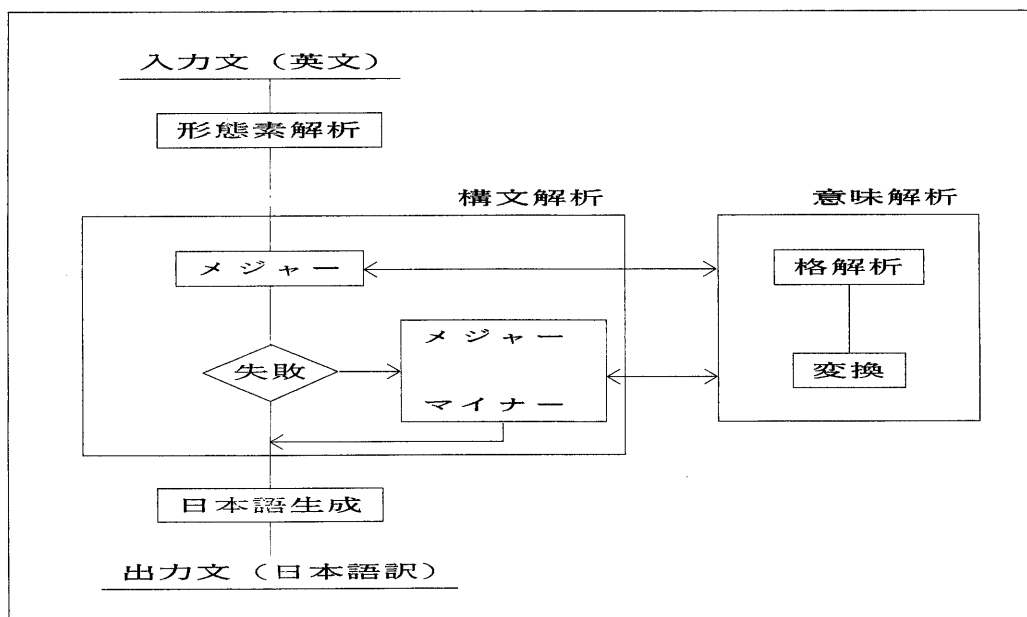 入力文（英文）
形態素解析
構文解析
意味解析
メジャー
格解析
メジャー
失敗
変換
マイナー
日本語生成
出力文（日本語訳）